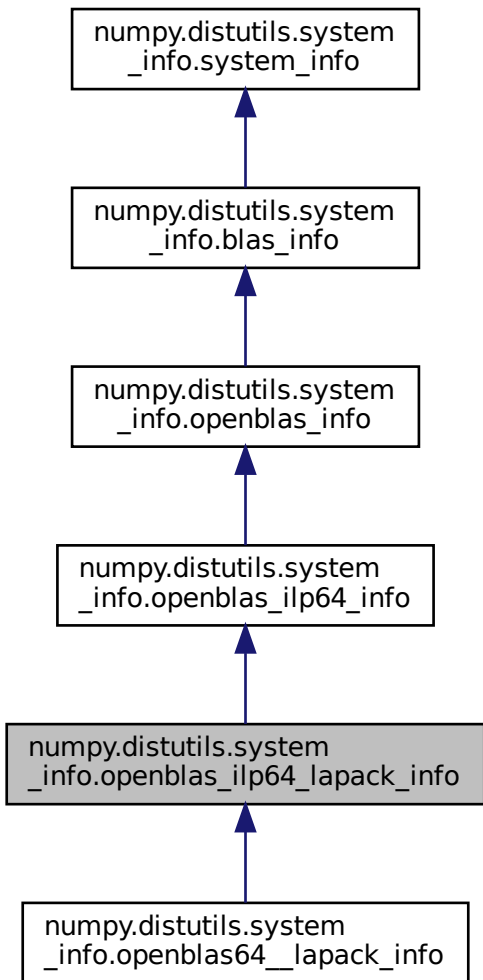 numpy.distutils.system
_info.system_info
numpy.distutils.system
_info.blas_info
numpy.distutils.system
_info.openblas_info
numpy.distutils.system
_info.openblas_ilp64_info
numpy.distutils.system
_info.openblas_ilp64_lapack_info
numpy.distutils.system
_info.openblas64__lapack_info